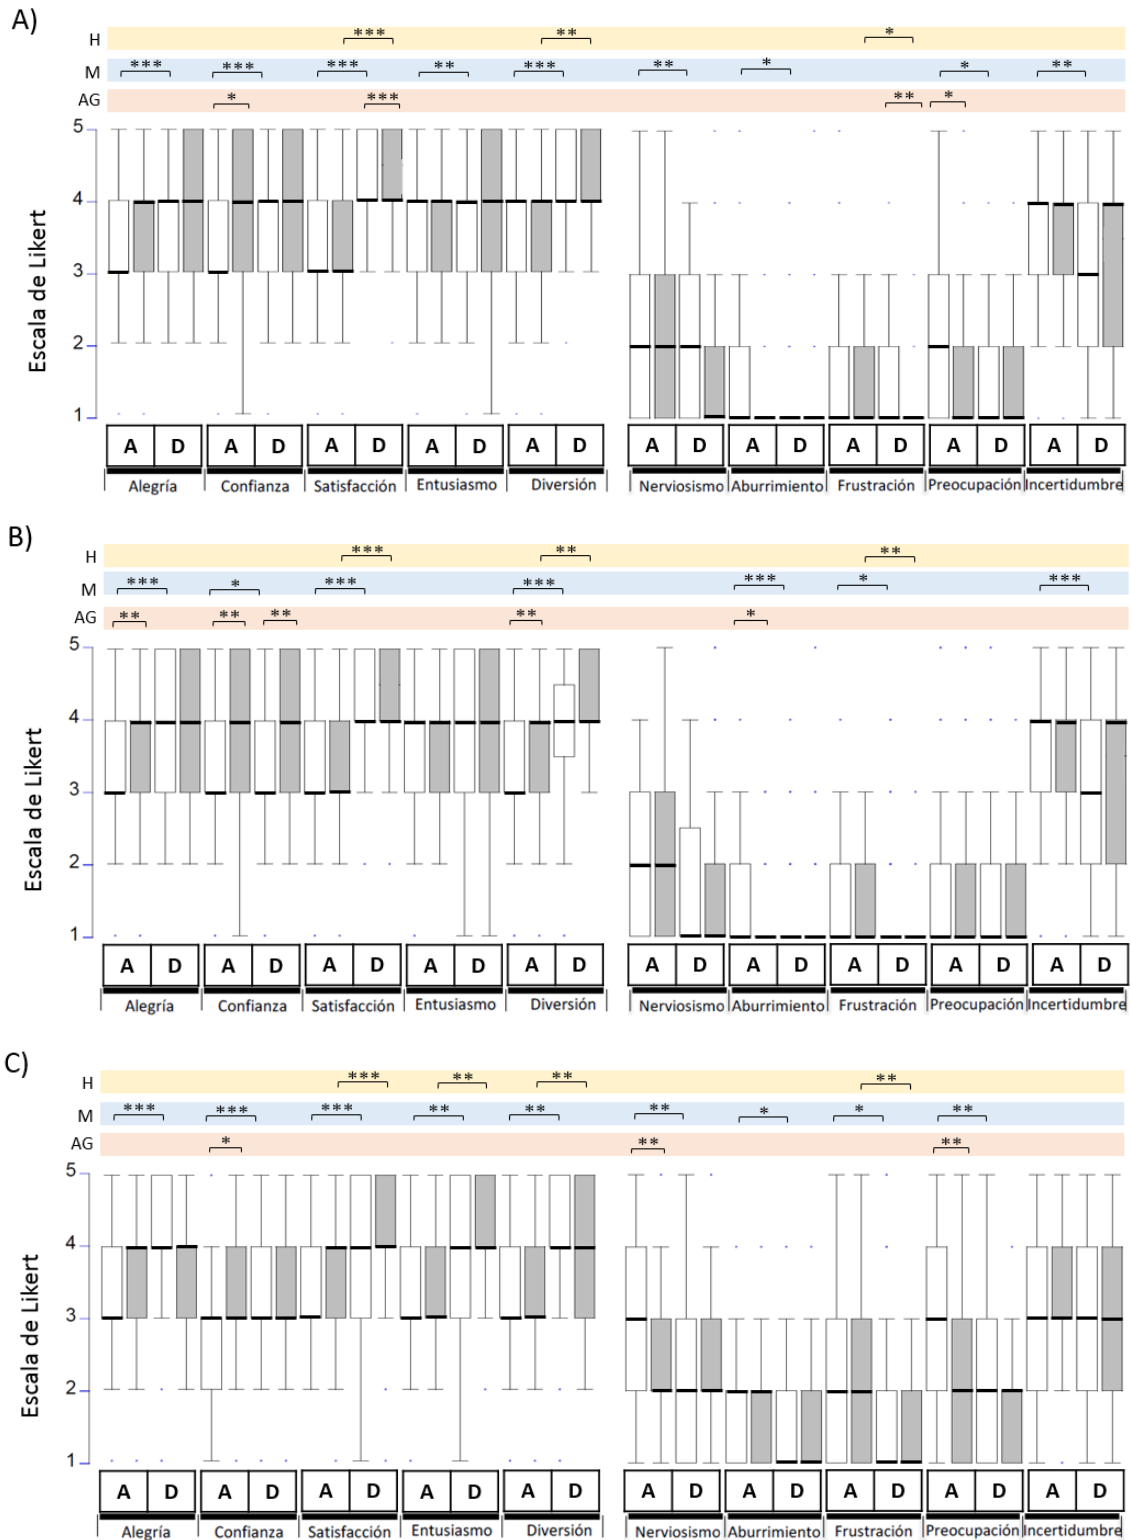 A)
H *** ** *
M *** *** *** ** *** ** * * **
AG * *** ** *
Escala de Likert
5
4
3
2
1
A D A D A D A D A D A D A D A D A D A D
Alegría Confianza Satisfacción Entusiasmo Diversión Nerviosismo Aburrimiento Frustración Preocupación Incertidumbre
B)
H *** ** **
M *** * *** *** *** * ***
AG ** ** ** ** *
Escala de Likert
5
4
3
2
1
A D A D A D A D A D A D A D A D A D A D
Alegría Confianza Satisfacción Entusiasmo Diversión Nerviosismo Aburrimiento Frustración Preocupación Incertidumbre
C)
H *** ** ** **
M *** *** *** ** ** ** * * **
AG * ** **
Escala de Likert
5
4
3
2
1
A D A D A D A D A D A D A D A D A D A D
Alegría Confianza Satisfacción Entusiasmo Diversión Nerviosismo Aburrimiento Frustración Preocupación Incertidumbre